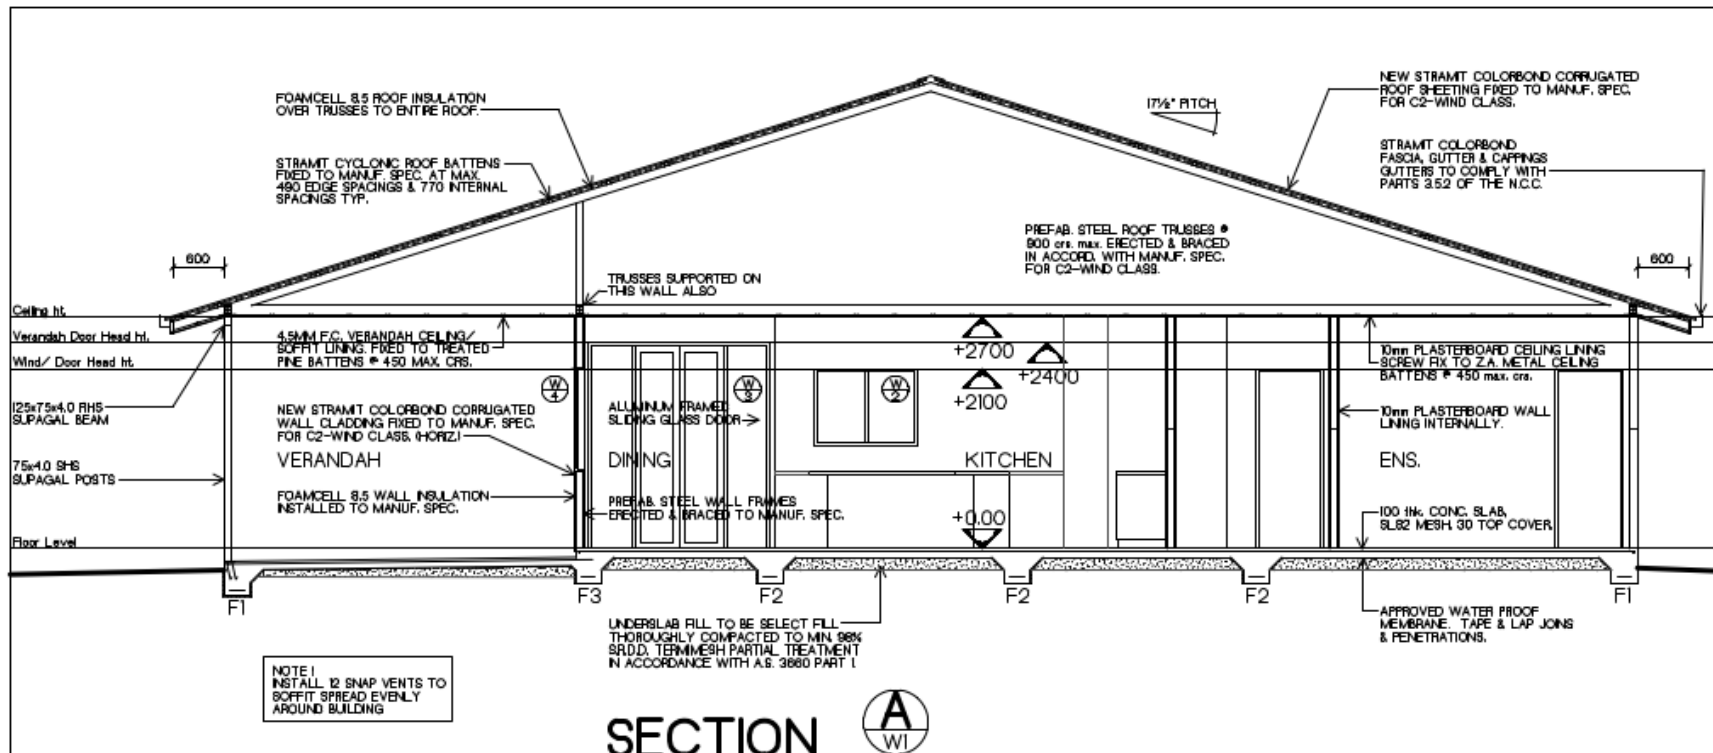 FOAMCELL 8.5 ROOF INSULATION
OVER TRUSSES TO ENTIRE ROOF.
STRAMIT CYCLONIC ROOF BATTENS
FIXED TO MANUF. SPEC. AT MAX.
490 EDGE SPACINGS & 770 INTERNAL
SPACINGS TYP.
17½° PITCH
NEW STRAMIT COLORBOND CORRUGATED
ROOF SHEETING FIXED TO MANUF. SPEC.
FOR C2-WIND CLASS.
STRAMIT COLORBOND
FASCIA, GUTTER & CAPPINGS
GUTTERS TO COMPLY WITH
PARTS 3.5.2 OF THE N.C.C.
PREFAB. STEEL ROOF TRUSSES @
900 crs. max. ERECTED & BRACED
IN ACCORD. WITH MANUF. SPEC.
FOR C2-WIND CLASS.
600
600
TRUSSES SUPPORTED ON
THIS WALL ALSO
Ceiling ht.
Verandah Door Head ht.
Wind/ Door Head ht.
4.5MM F.C. VERANDAH CEILING/
SOFFIT LINING. FIXED TO TREATED
PINE BATTENS @ 450 MAX. CRS.
+2700
+2400
+2100
10mm PLASTERBOARD CEILING LINING
SCREW FIX TO Z.A. METAL CEILING
BATTENS @ 450 max. crs.
125x75x4.0 RHS
SUPAGAL BEAM
NEW STRAMIT COLORBOND CORRUGATED
WALL CLADDING FIXED TO MANUF. SPEC.
FOR C2-WIND CLASS. (HORIZ.)
W
4
W
3
W
2
ALUMINUM FRAMED
SLIDING GLASS DOOR
10mm PLASTERBOARD WALL
LINING INTERNALLY.
VERANDAH
DINING
KITCHEN
ENS.
75x4.0 SHS
SUPAGAL POSTS
FOAMCELL 8.5 WALL INSULATION
INSTALLED TO MANUF. SPEC.
PREFAB. STEEL WALL FRAMES
ERECTED & BRACED TO MANUF. SPEC.
+0.00
100 thk. CONC. SLAB,
SL82 MESH, 30 TOP COVER.
Floor Level
F1
F3
F2
F2
F2
F1
UNDERSLAB FILL TO BE SELECT FILL
THOROUGHLY COMPACTED TO MIN. 98%
S.R.D.D. TERMIMESH PARTIAL TREATMENT
IN ACCORDANCE WITH A.S. 3660 PART 1.
APPROVED WATER PROOF
MEMBRANE. TAPE & LAP JOINS
& PENETRATIONS.
NOTE !
INSTALL 12 SNAP VENTS TO
SOFFIT SPREAD EVENLY
AROUND BUILDING
SECTION
A
W1